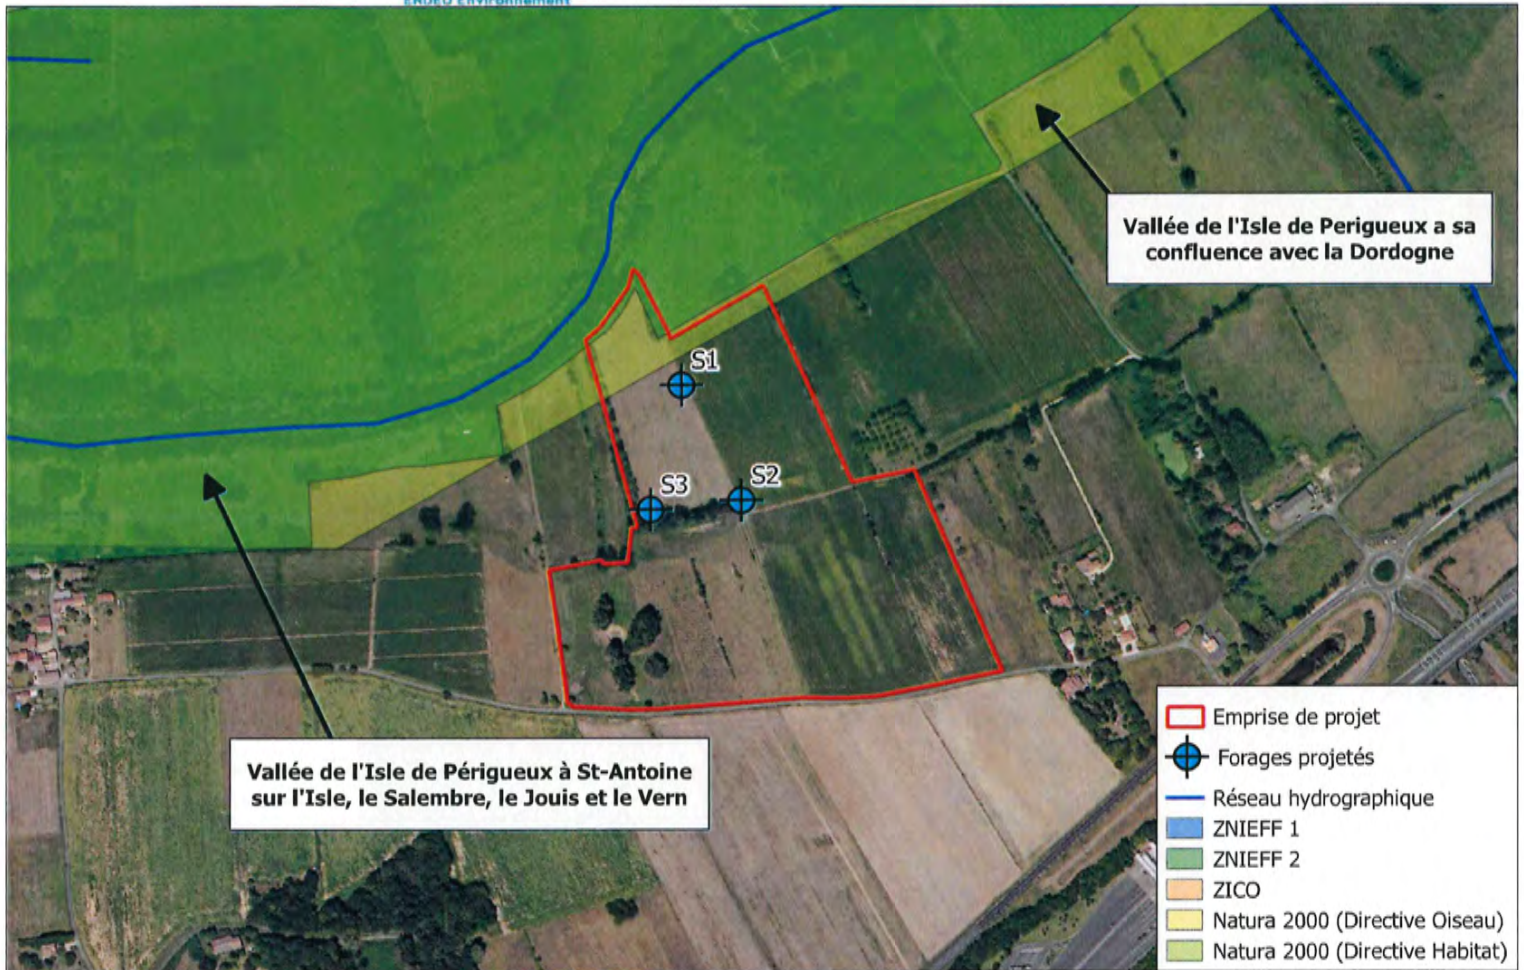 ERDEO Environnement
Vallée de l'Isle de Perigueux a sa
confluence avec la Dordogne
S1
S2
S3
Vallée de l'Isle de Périgueux à St-Antoine
sur l'Isle, le Salembre, le Jouis et le Vern
Emprise de projet
Forages projetés
Réseau hydrographique
ZNIEFF 1
ZNIEFF 2
ZICO
Natura 2000 (Directive Oiseau)
Natura 2000 (Directive Habitat)